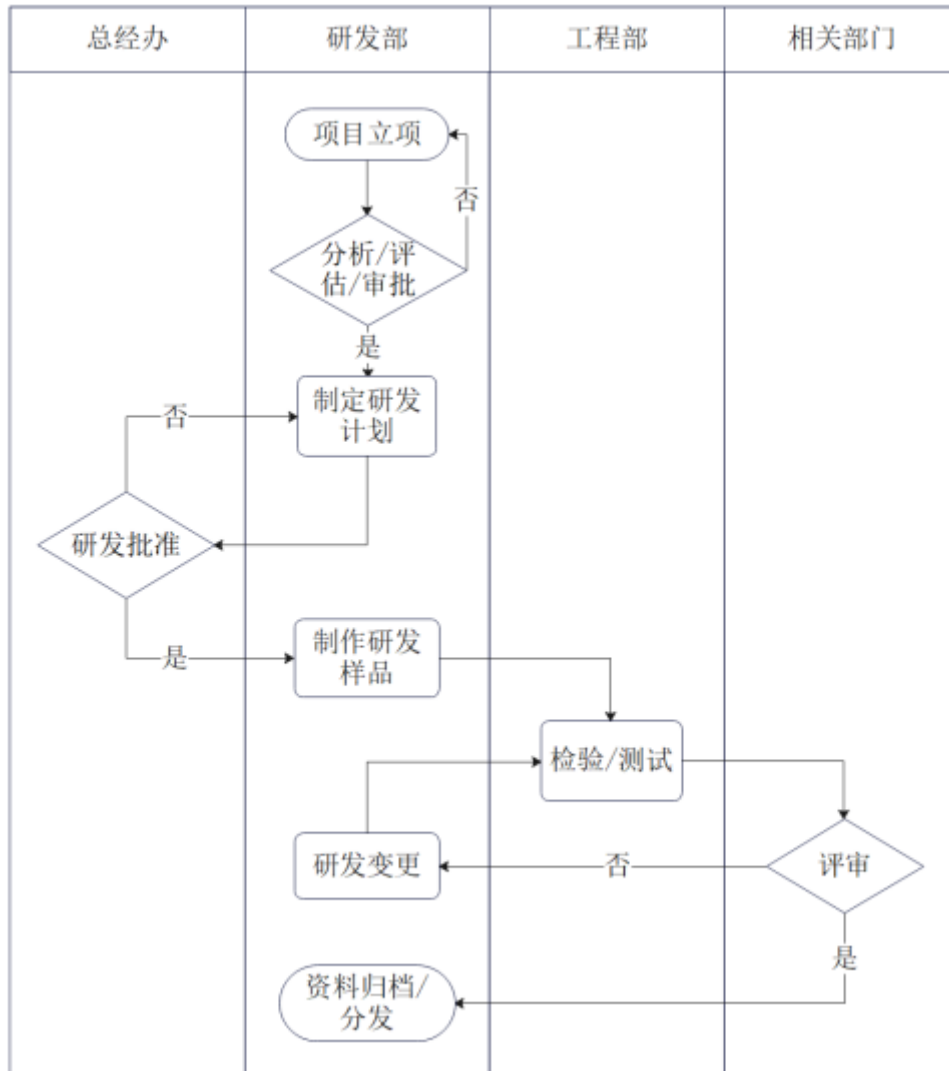 总经办
研发部
工程部
相关部门
项目立项
否
分析/评
估/审批
是
制定研发
计划
否
研发批准
是
制作研发
样品
检验/测试
研发变更
否
评审
是
资料归档/
分发